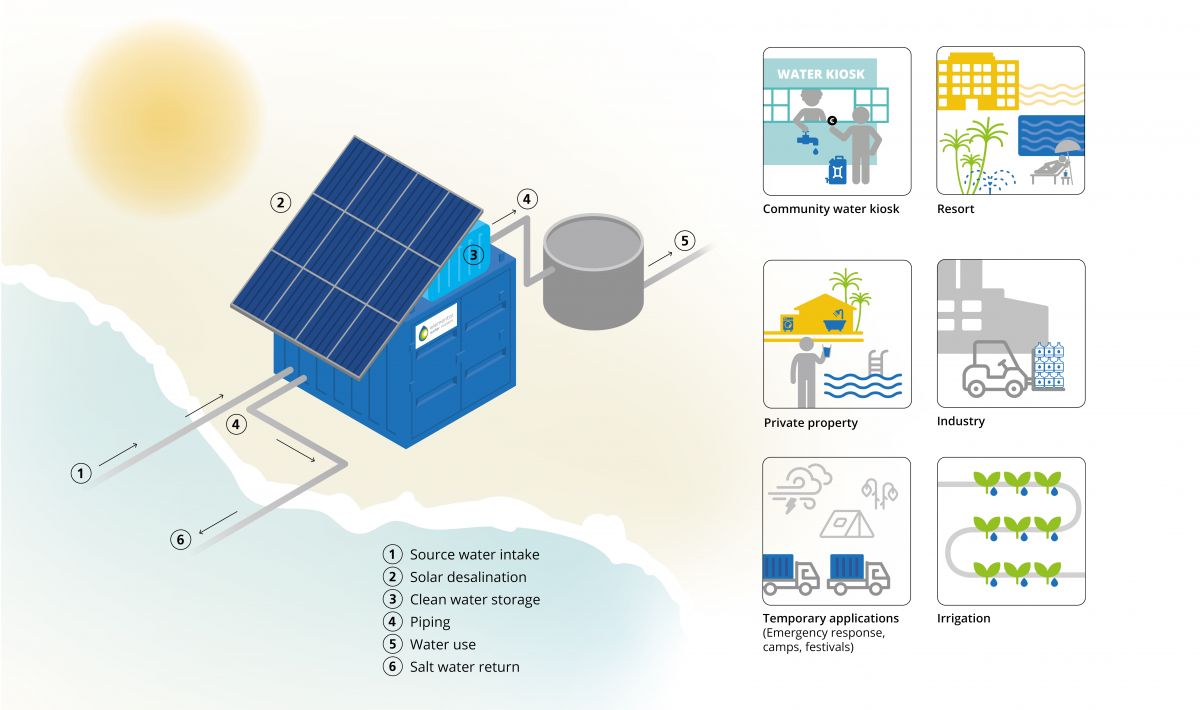 2
4
3
5
4
1
6
1 Source water intake
2 Solar desalination
3 Clean water storage
4 Piping
5 Water use
6 Salt water return
WATER KIOSK
C
Community water kiosk
Resort
Private property
Industry
Temporary applications
(Emergency response,
camps, festivals)
Irrigation